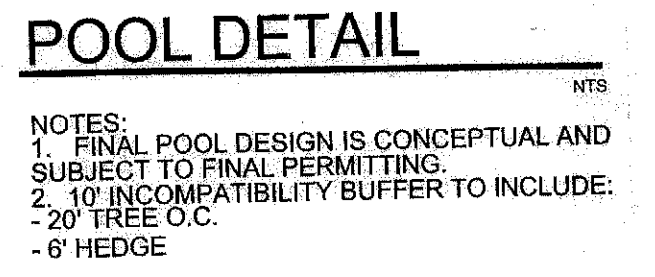 POOL DETAIL
NTS
NOTES:
1. FINAL POOL DESIGN IS CONCEPTUAL AND
SUBJECT TO FINAL PERMITTING.
2. 10' INCOMPATIBILITY BUFFER TO INCLUDE:
- 20' TREE O.C.
- 6' HEDGE